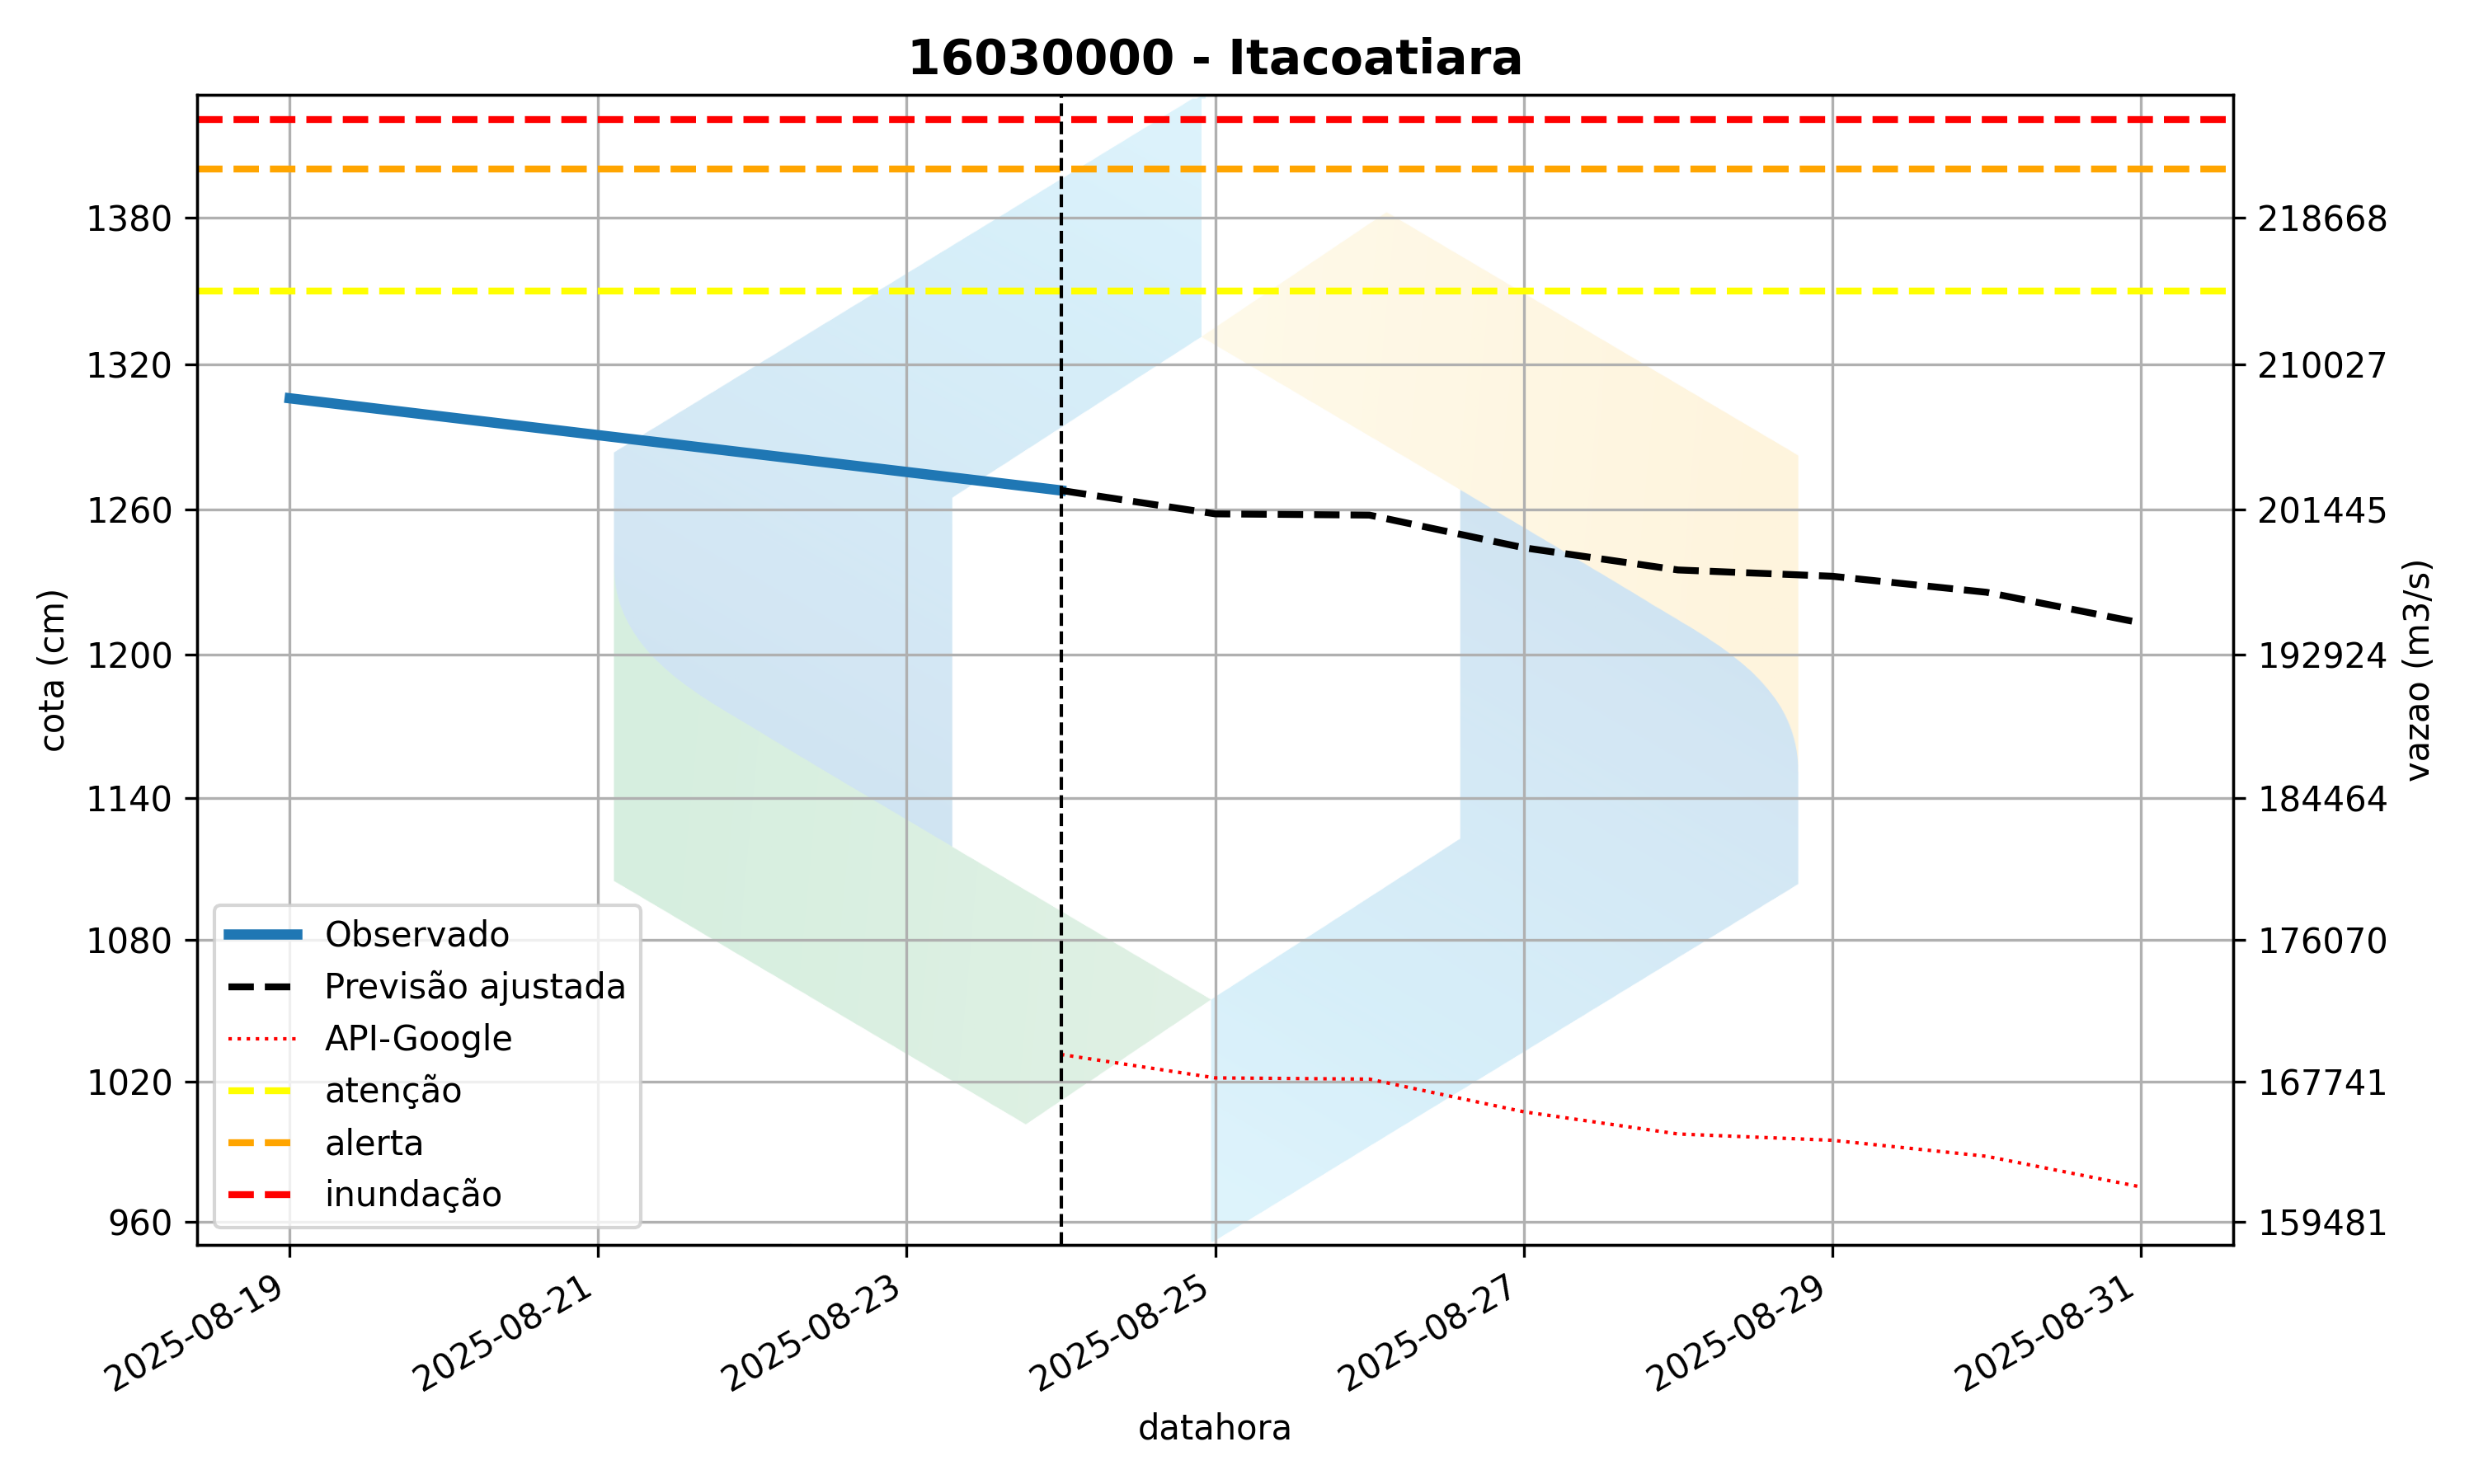 16030000 - Itacoatiara
1380
1320
1260
1200
1140
1080
1020
960
cota (cm)
218668
210027
201445
192924
184464
176070
167741
159481
vazao (m3/s)
Observado
Previsão ajustada
API-Google
atenção
alerta
inundação
2025-08-19
2025-08-21
2025-08-23
2025-08-25
2025-08-27
2025-08-29
2025-08-31
datahora